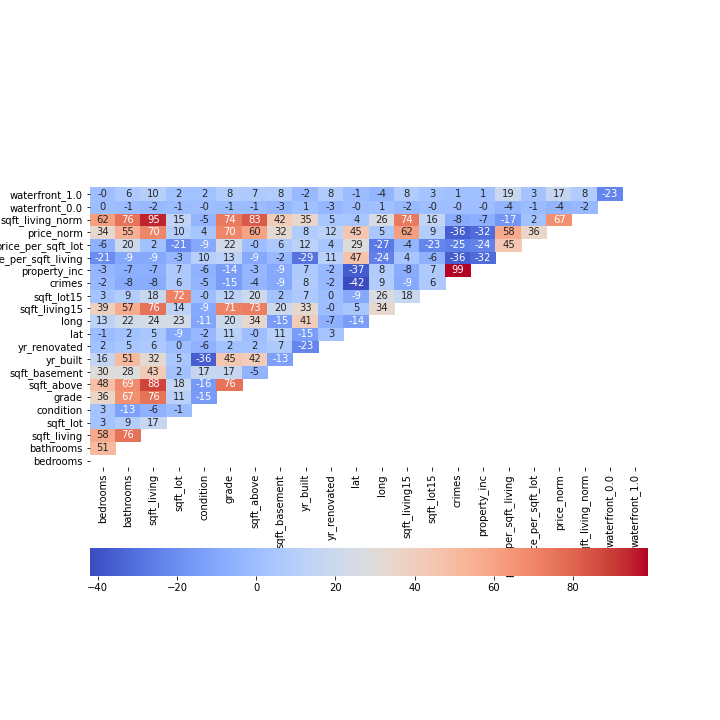 waterfront_1.0 -0 6 10 2 2 8 7 8 -2 8 -1 -4 8 3 1 1 19 3 17 8 -23
waterfront_0.0 0 -1 -2 -1 0 -1 -1 -3 1 -3 -0 1 -2 -0 -0 -0 -4 -1 -4 -2
sqft_living_norm 62 76 95 15 -5 74 83 42 35 5 4 26 74 16 -8 -7 -17 2 67
price_norm 34 55 70 10 4 70 60 32 8 12 45 5 62 9 -36 -32 58 36
price_per_sqft_lot -6 20 2 -21 -9 22 -0 6 12 4 29 -27 4 -23 -25 -24 45
e_per_sqft_living -21 -9 -9 -3 10 13 -9 -2 -29 11 47 -24 4 -6 -36 -32
property_inc -3 -7 -7 7 -6 -14 -3 -9 7 -2 -37 8 -8 7 99
crimes -2 -8 -8 6 -5 -15 -4 -9 8 -2 -42 9 -9 6
sqft_lot15 3 9 18 72 -0 12 20 2 7 0 -9 26 18
sqft_living15 39 57 76 14 -9 71 73 20 33 -0 5 34
long 13 22 24 23 -11 20 34 -15 41 -7 -14
lat -1 2 5 -9 -2 11 -0 11 -15 3
yr_renovated 2 5 6 0 -6 2 2 7 -23
yr_built 16 51 32 5 -36 45 42 -13
sqft_basement 30 28 43 2 17 17 -5
sqft_above 48 69 88 18 -16 76
grade 36 67 76 11 -15
condition 3 -13 -6 -1
sqft_lot 3 9 17
sqft_living 58 76
bathrooms 51
bedrooms
bedrooms
bathrooms
sqft_living
sqft_lot
condition
grade
sqft_above
sqft_basement
yr_built
yr_renovated
lat
long
sqft_living15
sqft_lot15
crimes
property_inc
per_sqft_living
ce_per_sqft_lot
price_norm
qft_living_norm
waterfront_0.0
waterfront_1.0
−40 −20 0 20 40 60 80